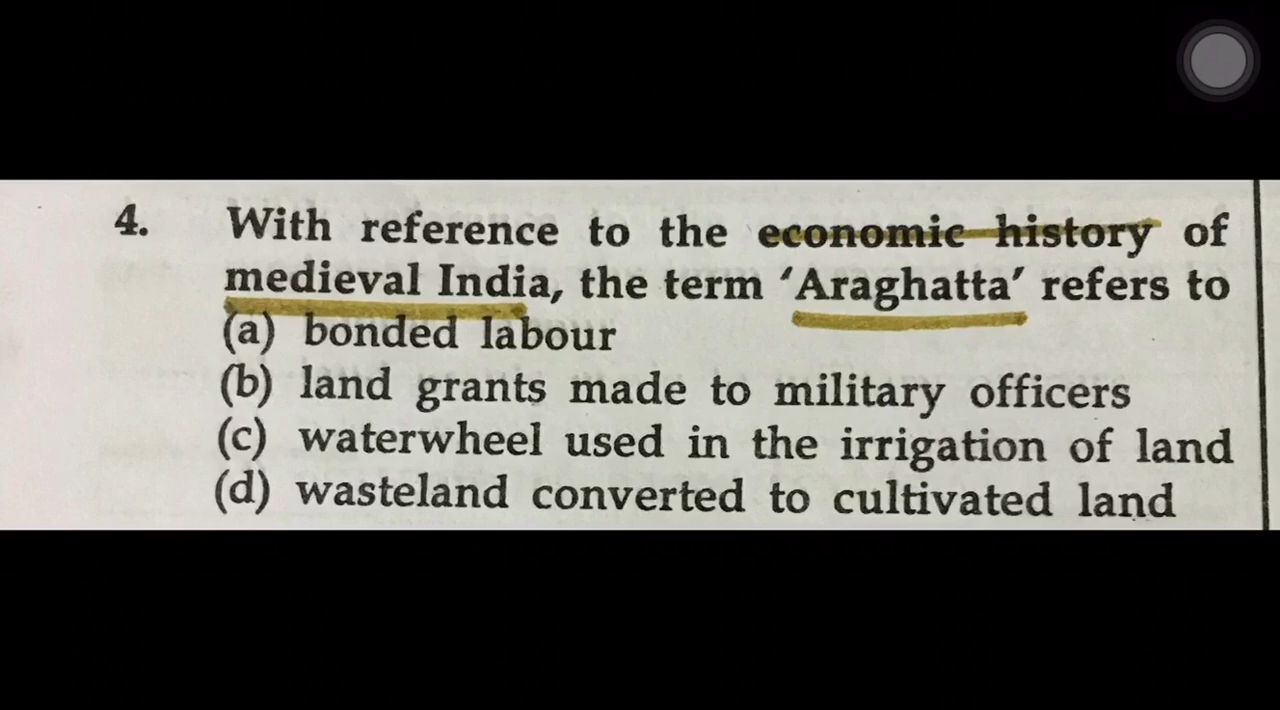 4. With reference to the economic history of
medieval India, the term ‘Araghatta’ refers to
(a) bonded labour
(b) land grants made to military officers
(c) waterwheel used in the irrigation of land
(d) wasteland converted to cultivated land